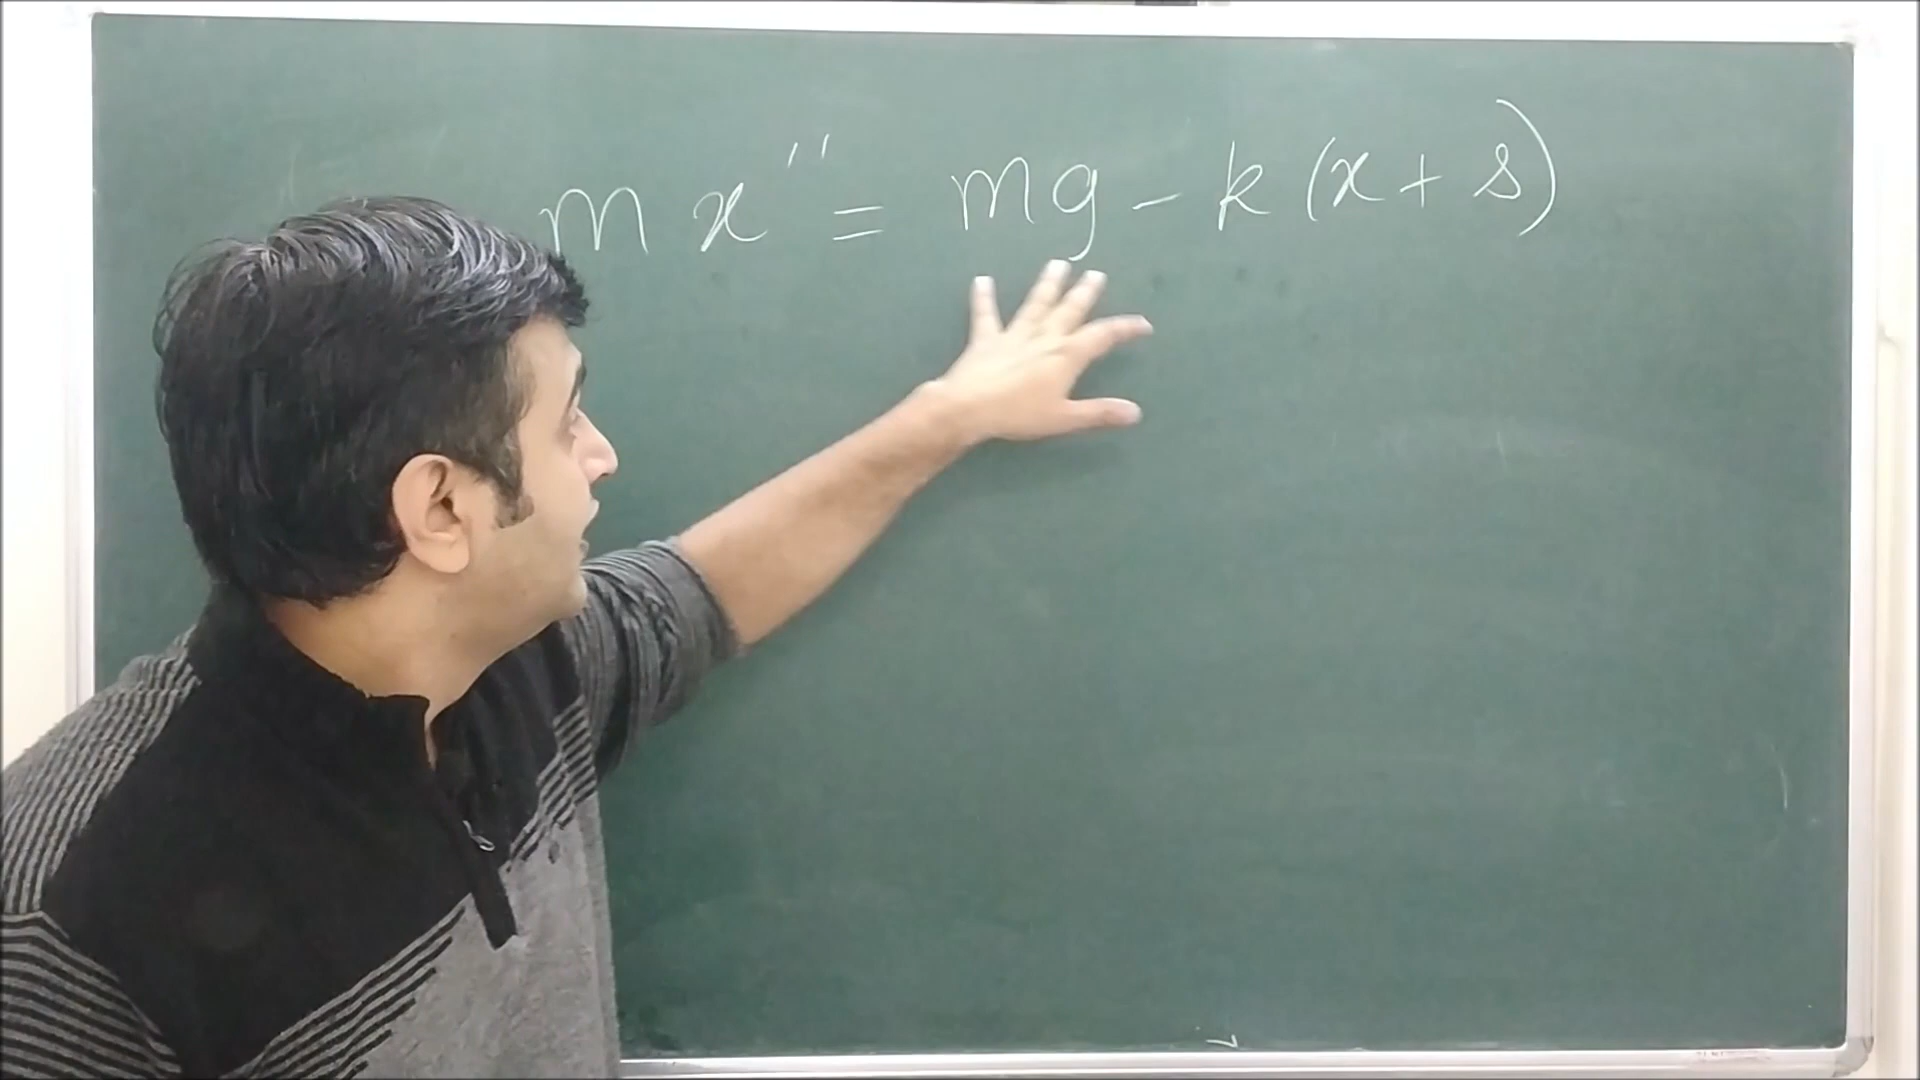 m x'' = mg - k (x + s)